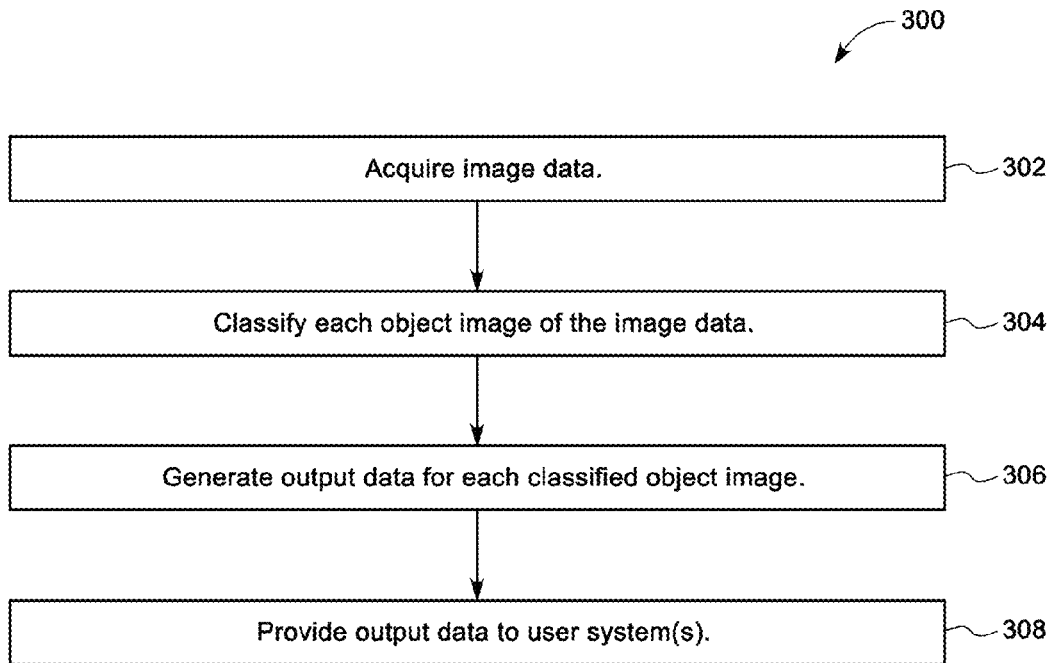 300
Acquire image data.
302
Classify each object image of the image data.
304
Generate output data for each classified object image.
306
Provide output data to user system(s).
308